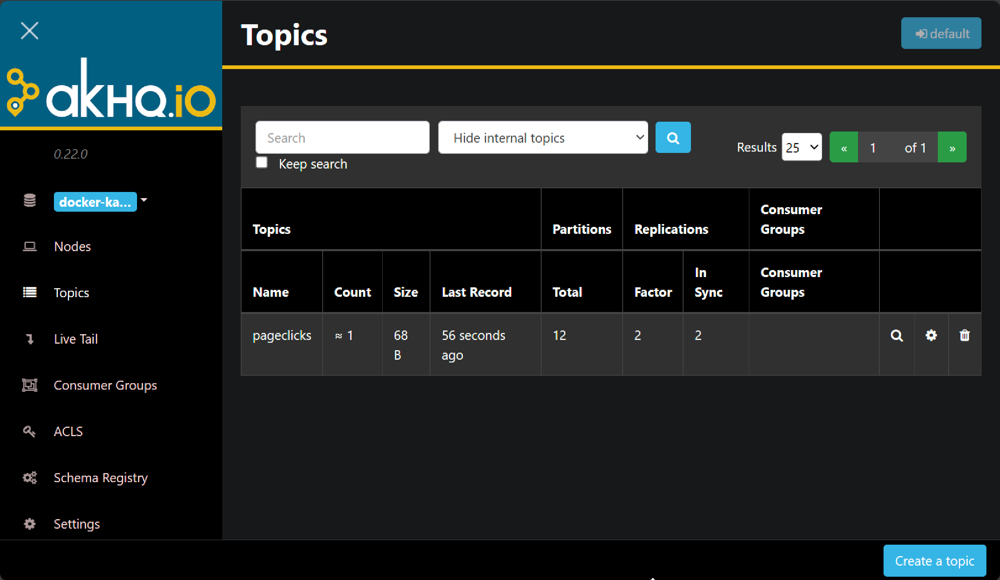 Topics
default
akHQ.io
0.22.0
docker-ka...
Nodes
Topics
Live Tail
Consumer Groups
ACLS
Schema Registry
Settings
Search
Hide internal topics
Keep search
Results 25 « 1 of 1 »
Topics Partitions Replications Consumer Groups
Name Count Size Last Record Total Factor In Sync Consumer Groups
pageclicks ≈ 1 68 B 56 seconds ago 12 2 2
Create a topic